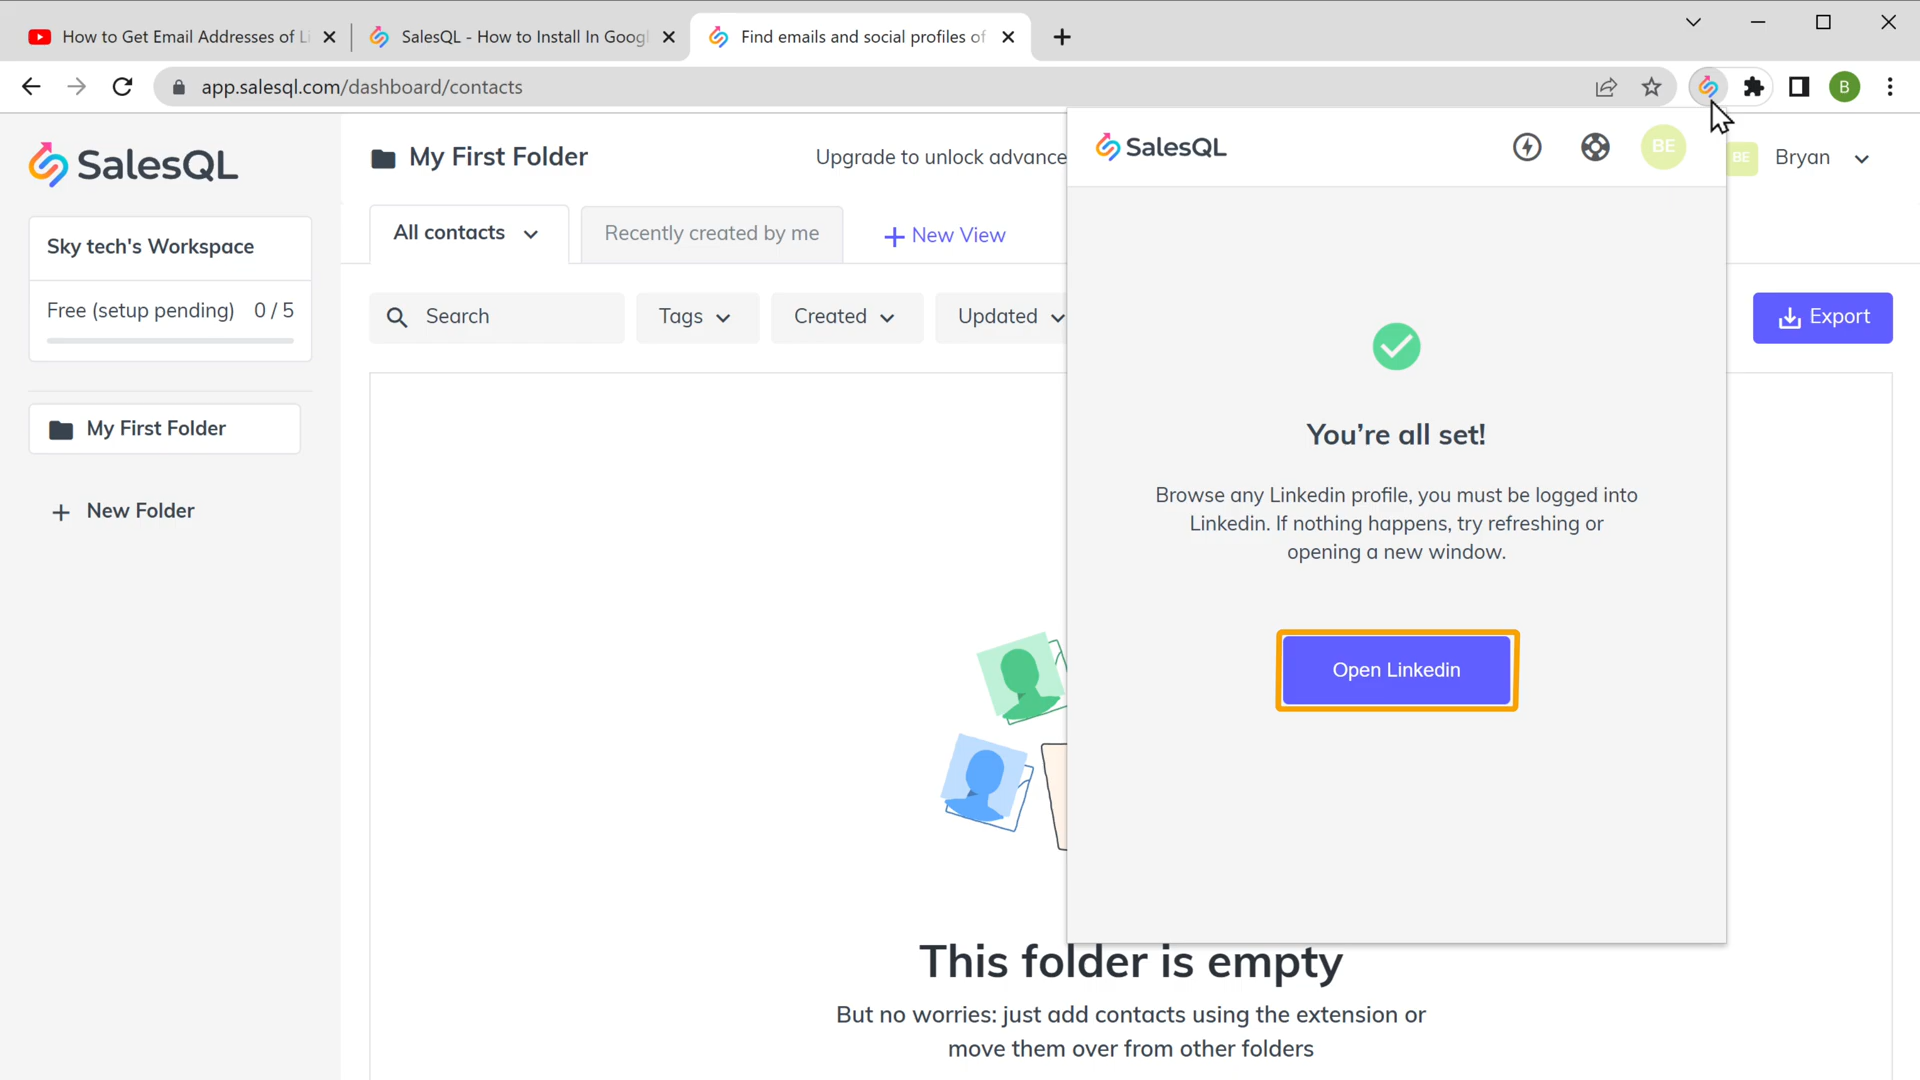 How to Get Email Addresses of Li
SalesQL - How to Install In Googl
Find emails and social profiles of
app.salesql.com/dashboard/contacts
B
SalesQL
My First Folder
Upgrade to unlock advance
SalesQL
BE
BE
Bryan
Sky tech's Workspace
All contacts
Recently created by me
+ New View
Free (setup pending) 0 / 5
Search
Tags
Created
Updated
Export
My First Folder
+ New Folder
You're all set!
Browse any Linkedin profile, you must be logged into
Linkedin. If nothing happens, try refreshing or
opening a new window.
Open Linkedin
This folder is empty
But no worries: just add contacts using the extension or
move them over from other folders